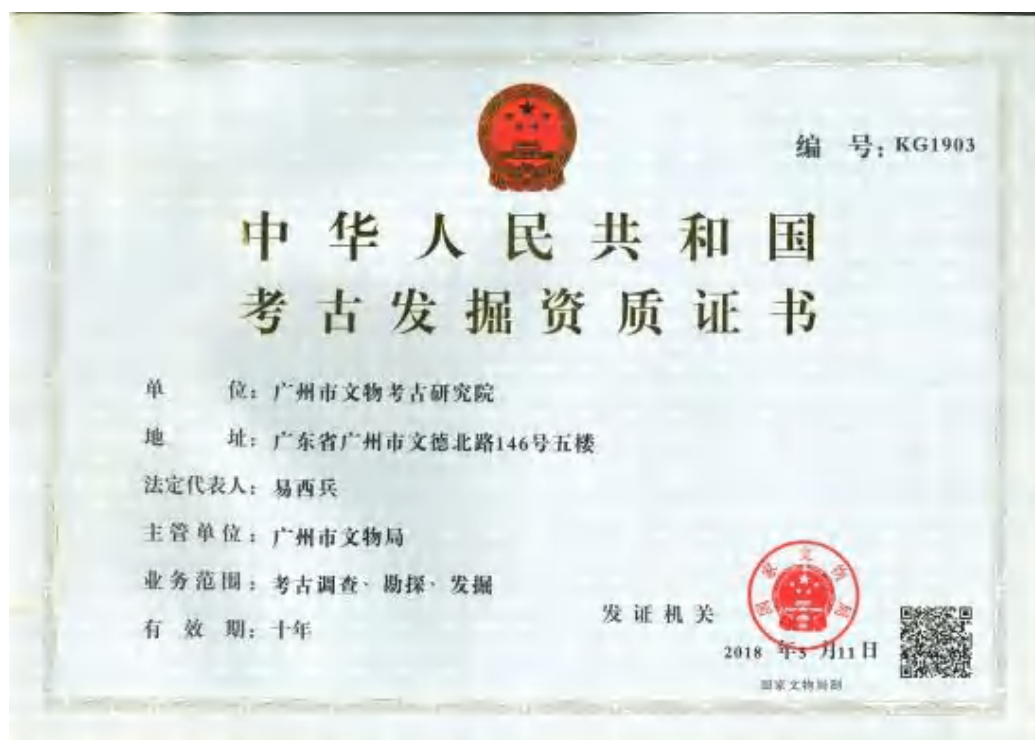 编 号：KG1903
中华人民共和国
考古发掘资质证书
单 位：广州市文物考古研究院
地 址：广东省广州市文德北路146号五楼
法定代表人：易西兵
主管单位：广州市文物局
业务范围：考古调查、勘探、发掘
有 效 期：十年
发证机关
国家文物局
2018 年 月11日
国家文物局制